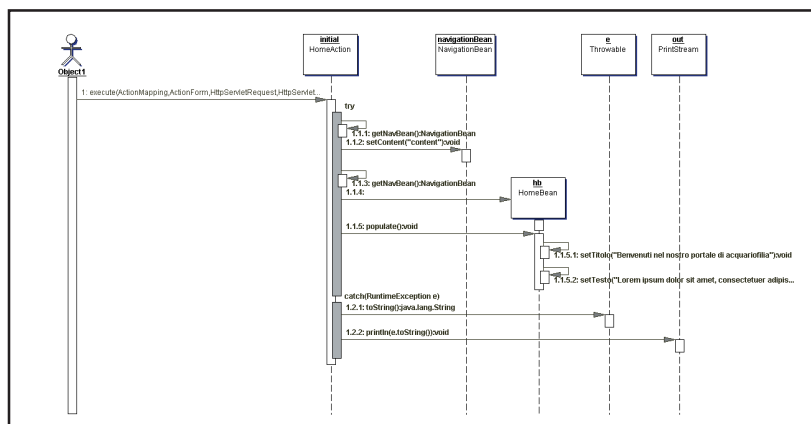 initial
HomeAction
navigationBean
NavigationBean
e
Throwable
out
PrintStream
Object1
1: execute(ActionMapping,ActionForm,HttpServletRequest,HttpServlet...
try
1.1.1: getNavBean():NavigationBean
1.1.2: setContent("content"):void
1.1.3: getNavBean():NavigationBean
1.1.4:
hb
HomeBean
1.1.5: populate():void
1.1.5.1: setTitolo("Benvenuti nel nostro portale di acquariofilia"):void
1.1.5.2: setTesto("Lorem ipsum dolor sit amet, consectetuer adipis...
catch(RuntimeException e)
1.2.1: toString():java.lang.String
1.2.2: println(e.toString()):void